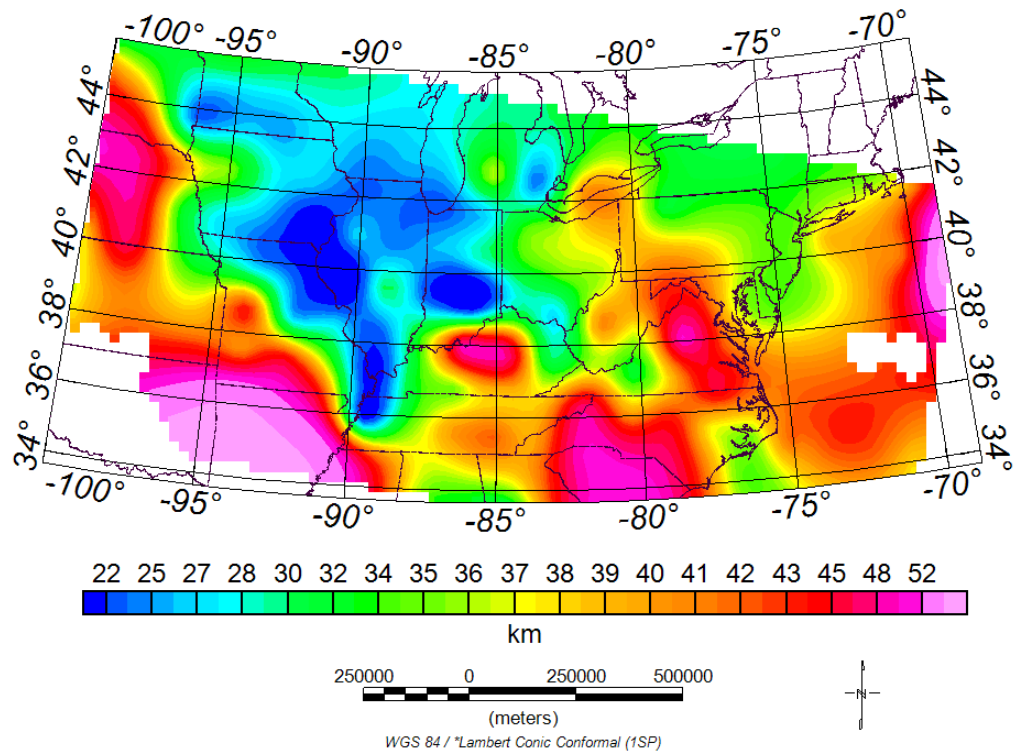 -100° -95° -90° -85° -80° -75° -70°
44° 44°
42° 42°
40° 40°
38° 38°
36° 36°
34° 34°
-100° -95° -90° -85° -80° -75° -70°
22 25 27 28 30 32 34 35 36 37 38 39 40 41 42 43 45 48 52
km
250000 0 250000 500000
(meters)
WGS 84 / *Lambert Conic Conformal (1SP)
N